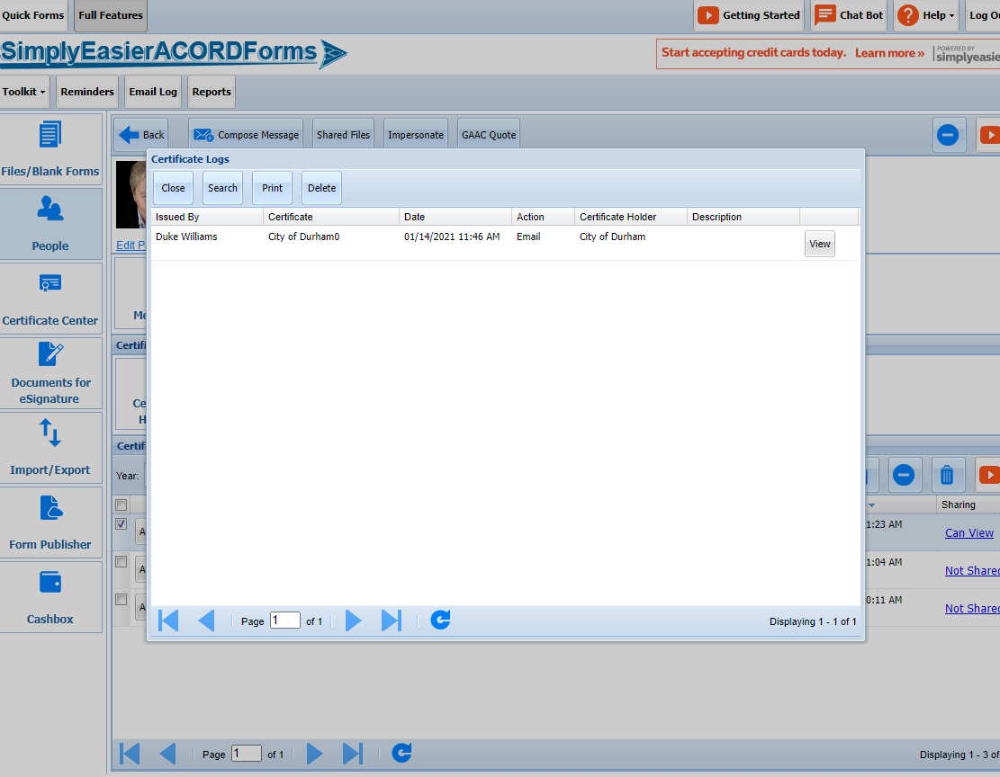 Quick Forms
Full Features
Getting Started
Chat Bot
Help
Log Ou
SimplyEasierACORDForms
Start accepting credit cards today. Learn more »
POWERED BY
simplyeasie
Toolkit
Reminders
Email Log
Reports
Files/Blank Forms
People
Certificate Center
Documents for
eSignature
Import/Export
Form Publisher
Cashbox
Back
Compose Message
Shared Files
Impersonate
GAAC Quote
Edit P
Me
Certifi
Ce
H
Certif
Year:
Certificate Logs
Close
Search
Print
Delete
Issued By Certificate Date Action Certificate Holder Description
Duke Williams City of Durham0 01/14/2021 11:46 AM Email City of Durham
View
Page 1 of 1
Displaying 1 - 1 of 1
Sharing
A
1:23 AM
Can View
A
1:04 AM
Not Shared
A
0:11 AM
Not Shared
Page 1 of 1
Displaying 1 - 3 of